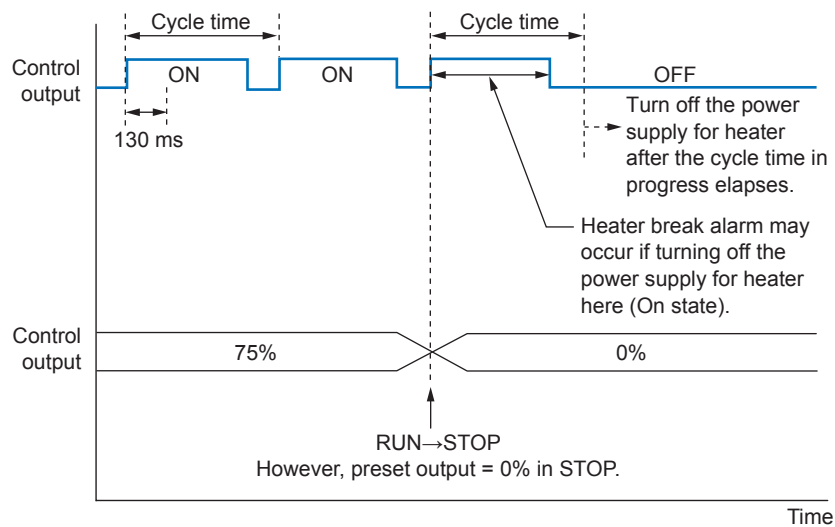 Cycle time
Cycle time
Control
output
ON
ON
OFF
130 ms
Turn off the power
supply for heater
after the cycle time in
progress elapses.
Heater break alarm may
occur if turning off the
power supply for heater
here (On state).
Control
output
75%
0%
RUN→STOP
However, preset output = 0% in STOP.
Time